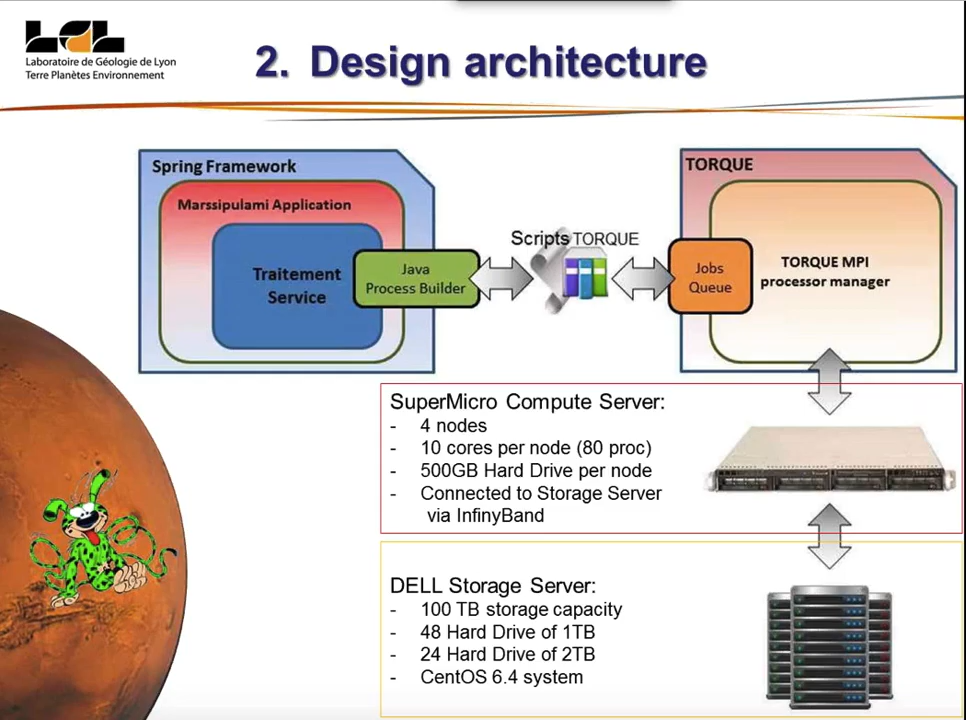 LGL
Laboratoire de Géologie de Lyon
Terre Planètes Environnement
2. Design architecture
Spring Framework
Marssipulami Application
Traitement
Service
Java
Process Builder
Scripts TORQUE
TORQUE
Jobs
Queue
TORQUE MPI
processor manager
SuperMicro Compute Server:
- 4 nodes
- 10 cores per node (80 proc)
- 500GB Hard Drive per node
- Connected to Storage Server
via InfinyBand
DELL Storage Server:
- 100 TB storage capacity
- 48 Hard Drive of 1TB
- 24 Hard Drive of 2TB
- CentOS 6.4 system